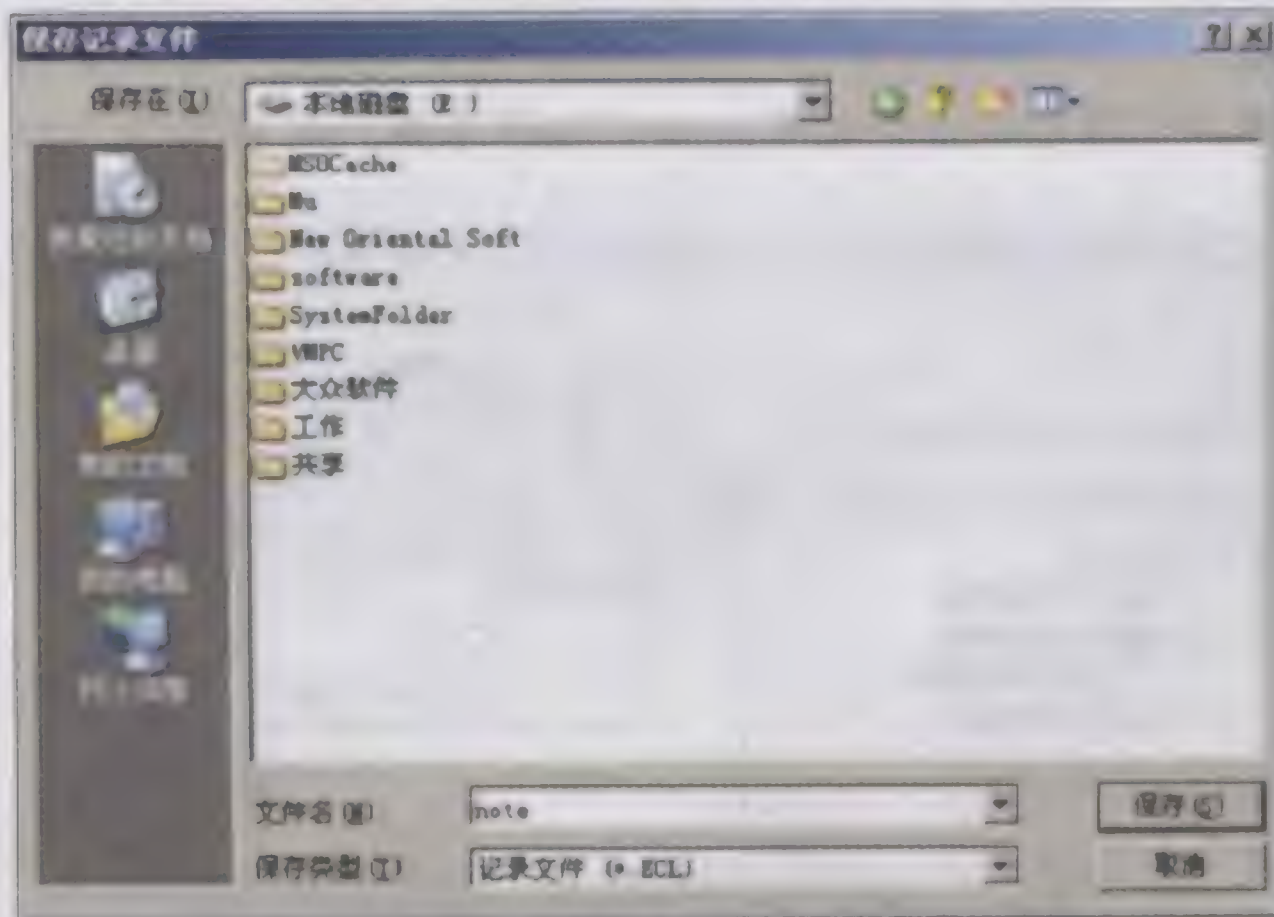 保存记录文件
保存在(I)
本地磁盘 (E )
MSOCache
Mu
New Oriental Soft
software
SystemFolder
VMPC
大众软件
工作
共享
文件名(N)
note
保存(S)
保存类型(T)
记录文件 (* ECL)
取消